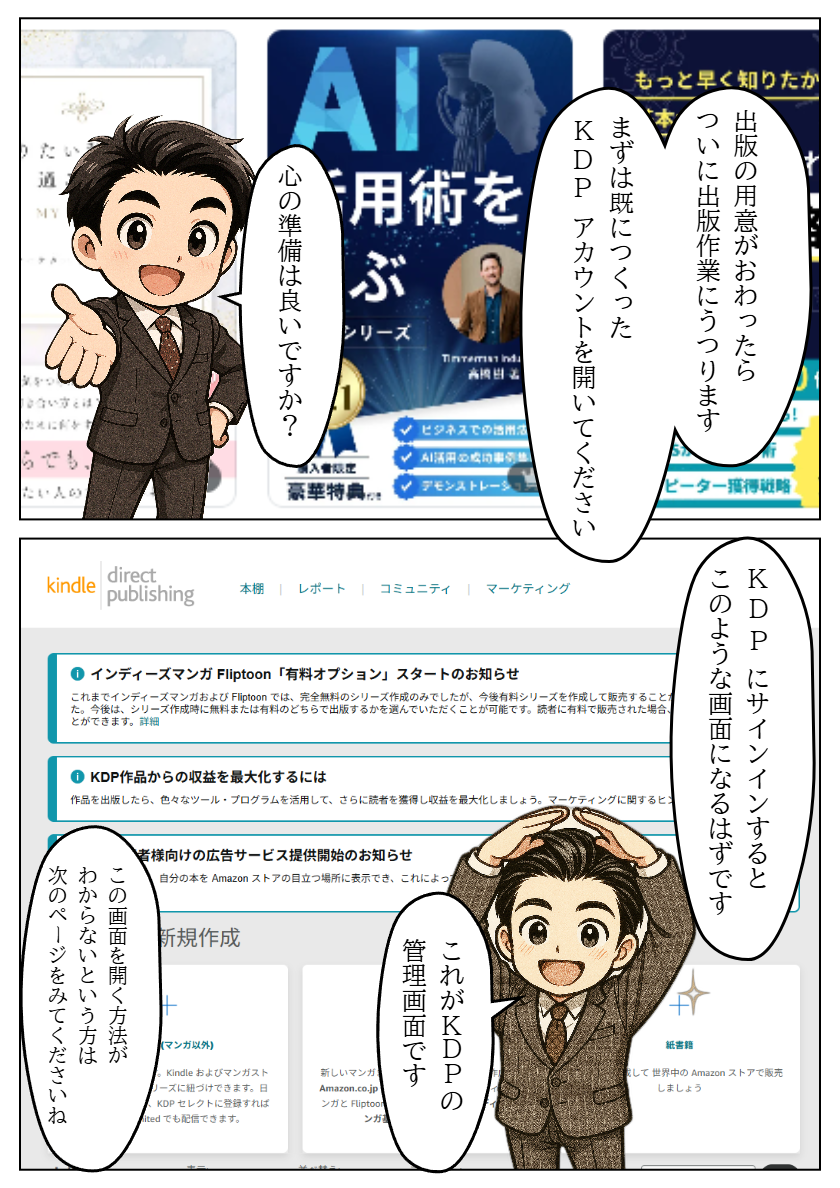 出版の用意がおわったら
ついに出版作業にうつります
まずは既につくった
KDP アカウントを開いてください
心の準備は良いですか？
もっと早く知りたか
AI
活用術を
ぶ
シリーズ
高橋 樹 著
購入者限定
豪華特典付き
ビジネスでの活用
AI活用の成功事例
デモンストレーション
ピーター獲得戦略
MY
KDP にサインインすると
このような画面になるはずです
kindle direct publishing
本棚 | レポート | コミュニティ | マーケティング
インディーズマンガ Fliptoon「有料オプション」スタートのお知らせ
これまでインディーズマンガおよび Fliptoon では、完全無料のシリーズ作成のみでしたが、今後有料シリーズを作成して販売すること
た。今後は、シリーズ作成時に無料または有料のどちらで出版するかを選んでいただくことが可能です。読者に有料で販売された場合、
とができます。詳細
KDP作品からの収益を最大化するには
作品を出版したら、色々なツール・プログラムを活用して、さらに読者を獲得し収益を最大化しましょう。マーケティングに関するヒン
者様向けの広告サービス提供開始のお知らせ
自分の本を Amazon ストアの目立つ場所に表示でき、これによっ
これがKDPの
管理画面です
この画面を開く方法が
わからないという方は
次のページをみてくださいね
新規作成
(マンガ以外)
。Kindle およびマンガスト
リーズに紐づけできます。日
、KDP セレクトに登録すれば
ited でも配信できます。
新しいマンガ
Amazon.co.jp
ンガと Fliptoon
ンガ
紙書籍
して 世界中の Amazon ストアで販売
しましょう